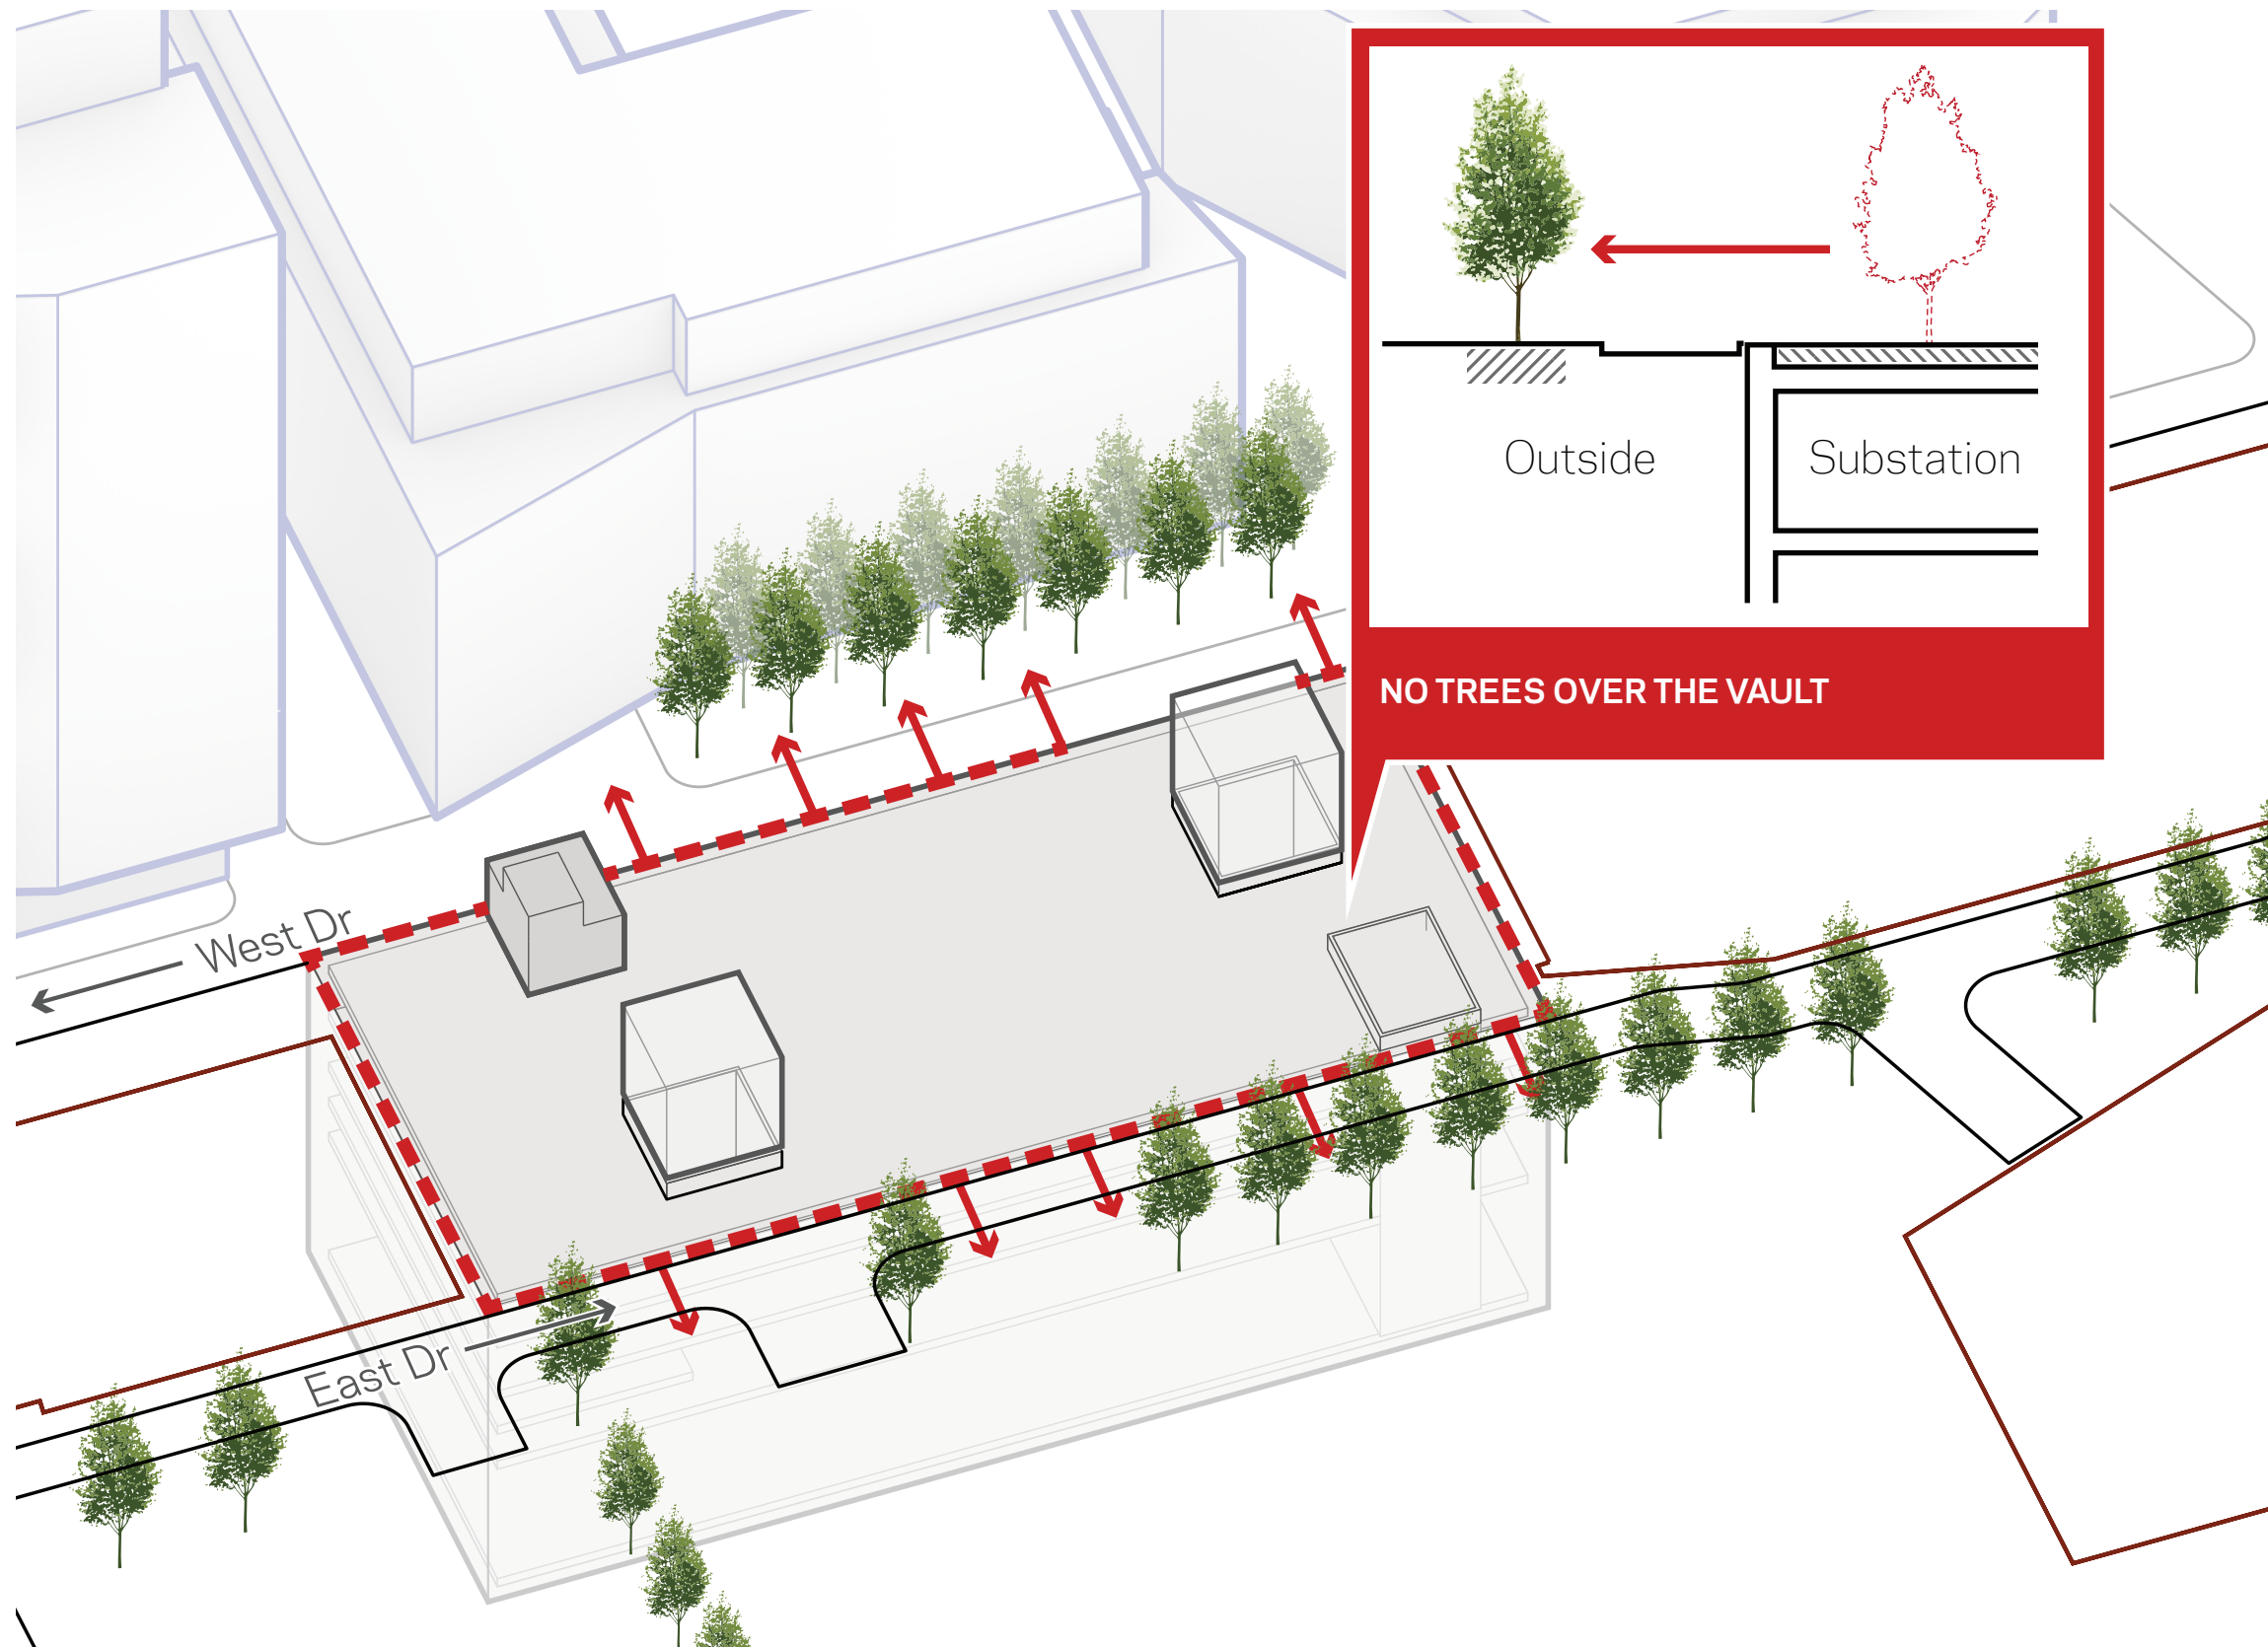 Outside
Substation
NO TREES OVER THE VAULT
West Dr
East Dr